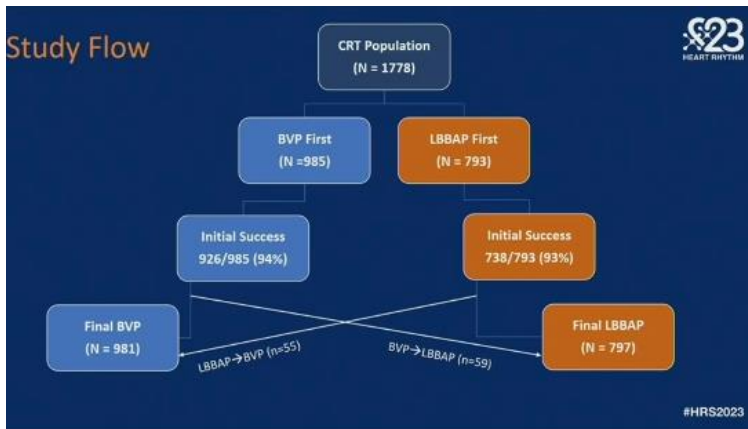 Study Flow
23
HEART RHYTHM
CRT Population
(N = 1778)
BVP First
(N =985)
LBBAP First
(N = 793)
Initial Success
926/985 (94%)
Initial Success
738/793 (93%)
Final BVP
(N = 981)
LBBAP→BVP (n=55)
BVP→LBBAP (n=59)
Final LBBAP
(N = 797)
#HRS2023